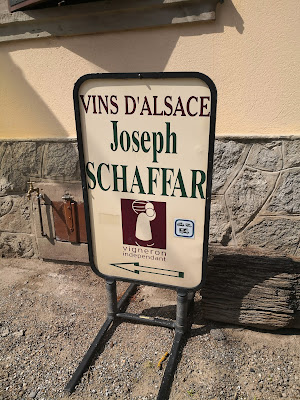 VINS D'ALSACE
Joseph
SCHAFFAR
vigneron
indépendant